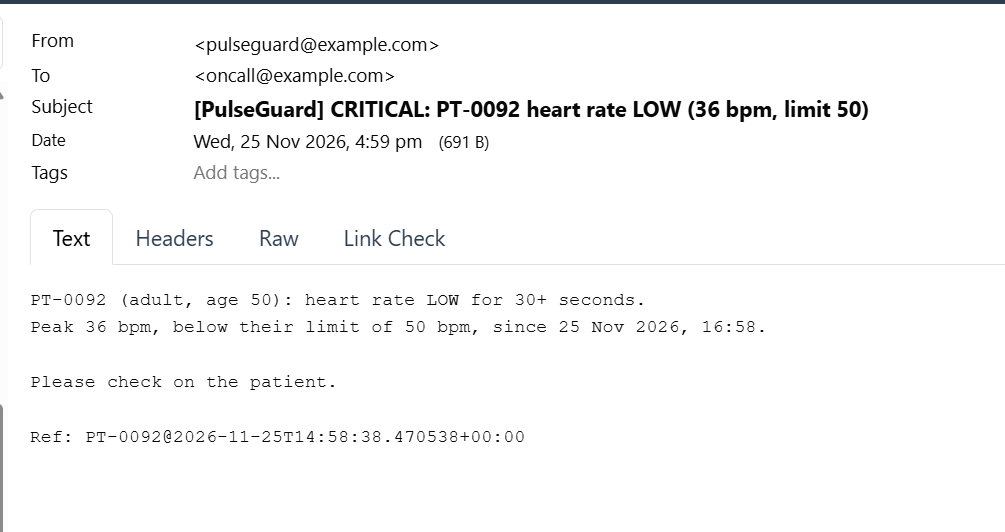 From <pulseguard@example.com>
To <oncall@example.com>
Subject [PulseGuard] CRITICAL: PT-0092 heart rate LOW (36 bpm, limit 50)
Date Wed, 25 Nov 2026, 4:59 pm (691 B)
Tags Add tags...
Text Headers Raw Link Check
PT-0092 (adult, age 50): heart rate LOW for 30+ seconds.
Peak 36 bpm, below their limit of 50 bpm, since 25 Nov 2026, 16:58.
Please check on the patient.
Ref: PT-0092@2026-11-25T14:58:38.470538+00:00